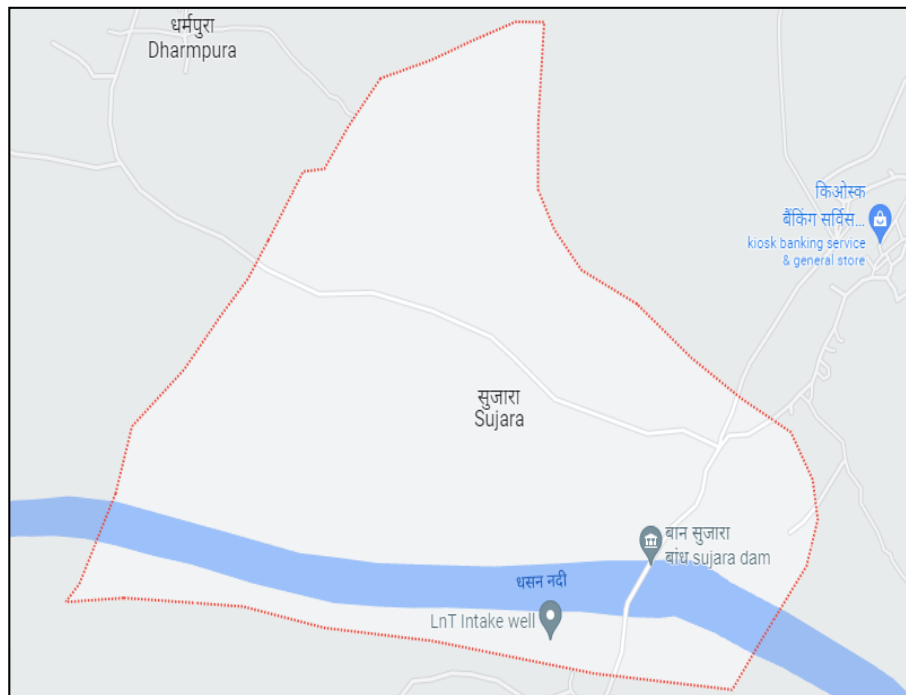 धर्मपुरा
Dharmpura
किओस्क
बैंकिंग सर्विस...
kiosk banking service
& general store
सुजारा
Sujara
बान सुजारा
बांध sujara dam
धसन नदी
LnT Intake well